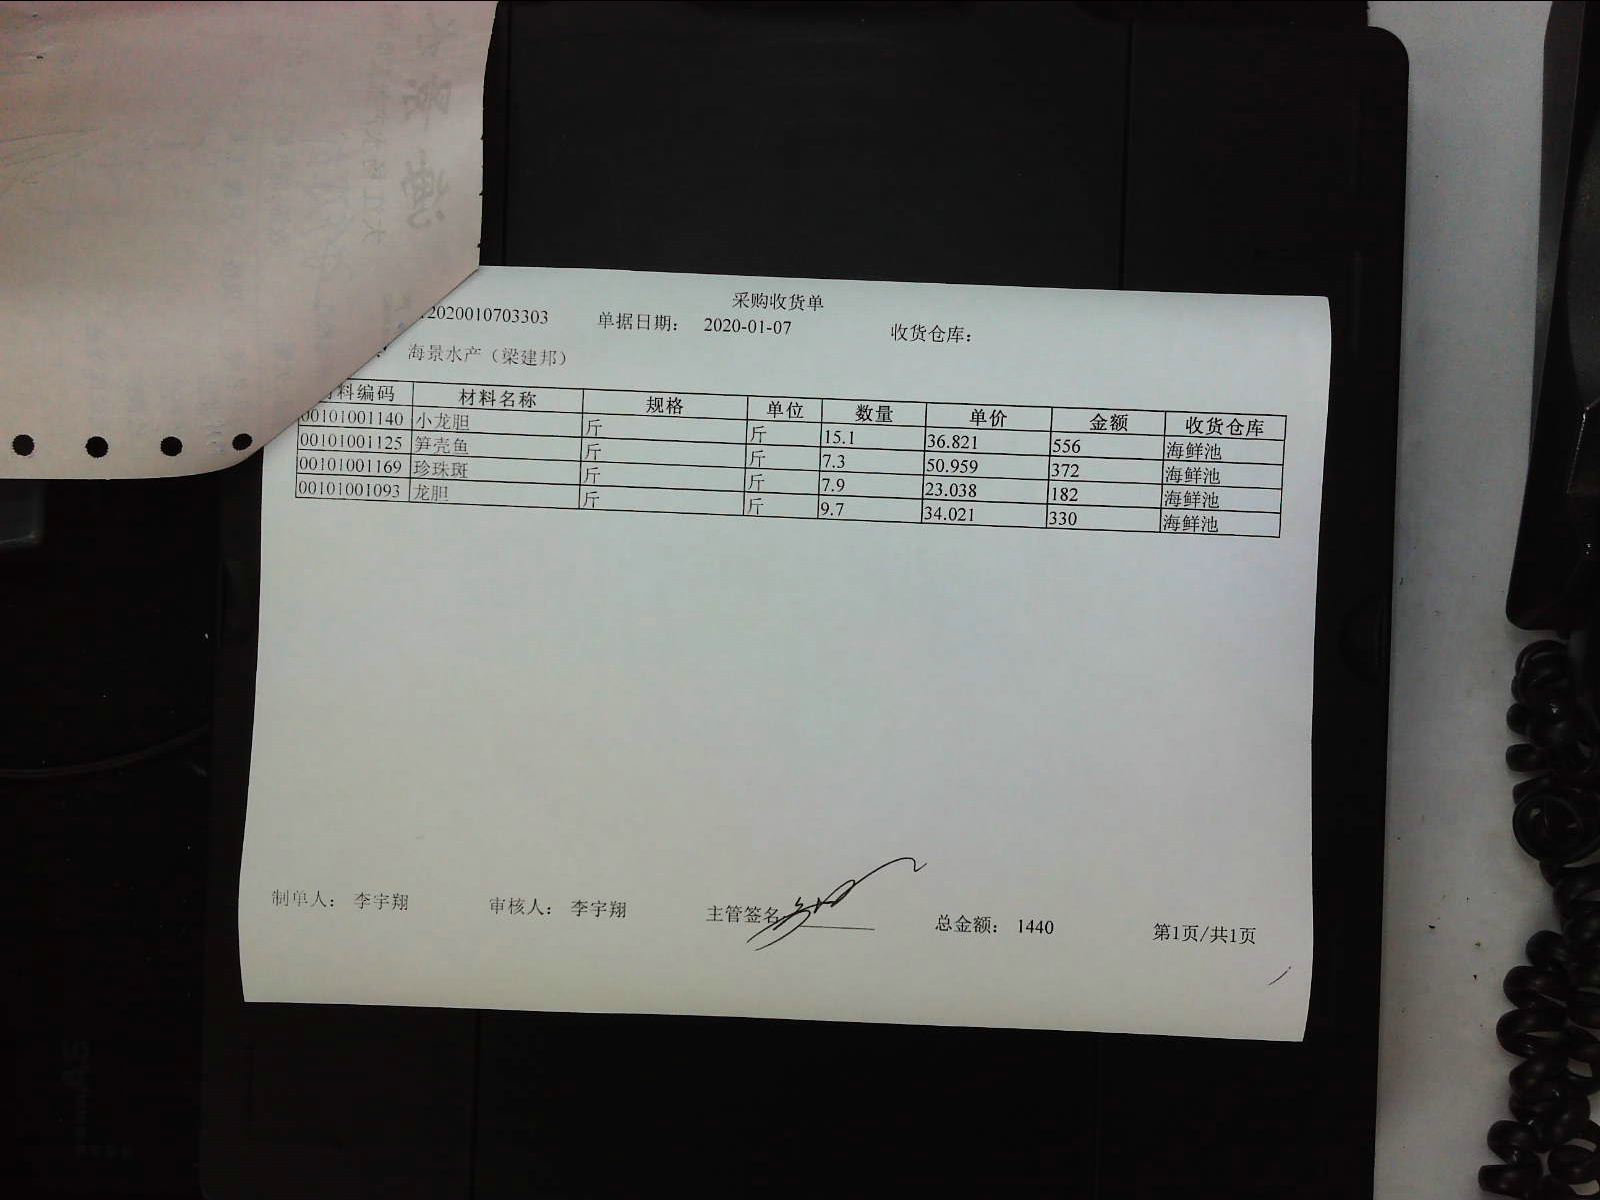 采购收货单
2020010703303 单据日期: 2020-01-07 收货仓库:
海景水产（梁建邦）
料编码 材料名称 规格 单位 数量 单价 金额 收货仓库
00101001140 小龙胆 斤 斤 15.1 36.821 556 海鲜池
00101001125 笋壳鱼 斤 斤 7.3 50.959 372 海鲜池
00101001169 珍珠斑 斤 斤 7.9 23.038 182 海鲜池
00101001093 龙胆 斤 斤 9.7 34.021 330 海鲜池
制单人: 李宇翔 审核人: 李宇翔 主管签名 总金额: 1440 第1页/共1页